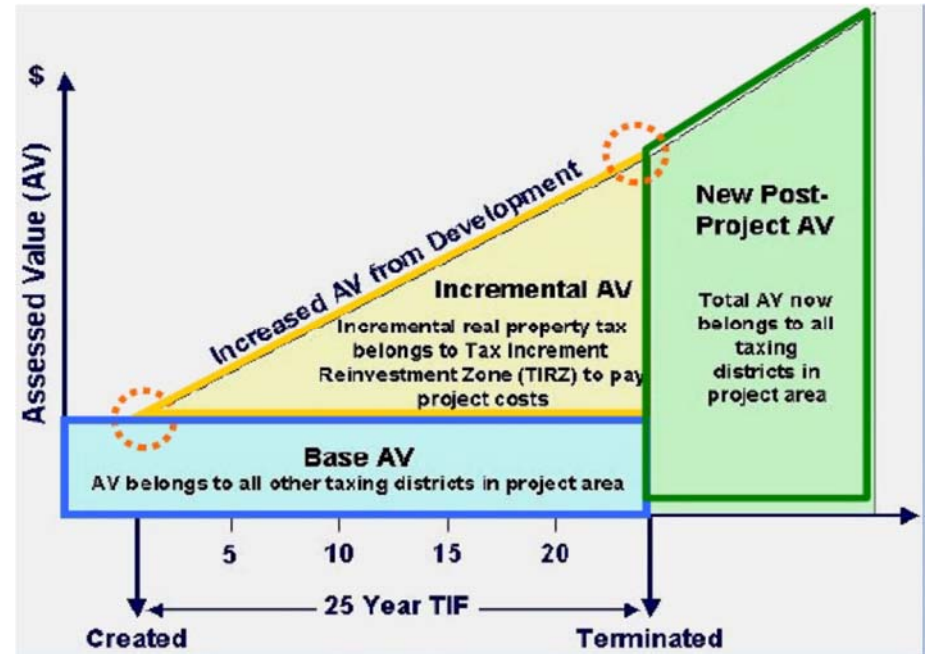 $
Assessed Value (AV)
Increased AV from Development
Incremental AV
Incremental real property tax
belongs to Tax Increment
Reinvestment Zone (TIRZ) to pay
project costs
New Post-
Project AV
Total AV now
belongs to all
taxing
districts in
project area
Base AV
AV belongs to all other taxing districts in project area
5 10 15 20
25 Year TIF
Created Terminated